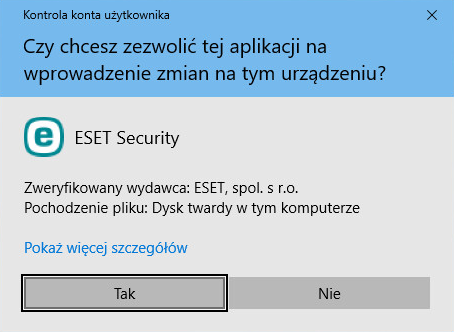 Kontrola konta użytkownika
Czy chcesz zezwolić tej aplikacji na
wprowadzenie zmian na tym urządzeniu?
ESET Security
Zweryfikowany wydawca: ESET, spol. s r.o.
Pochodzenie pliku: Dysk twardy w tym komputerze
Pokaż więcej szczegółów
Tak
Nie